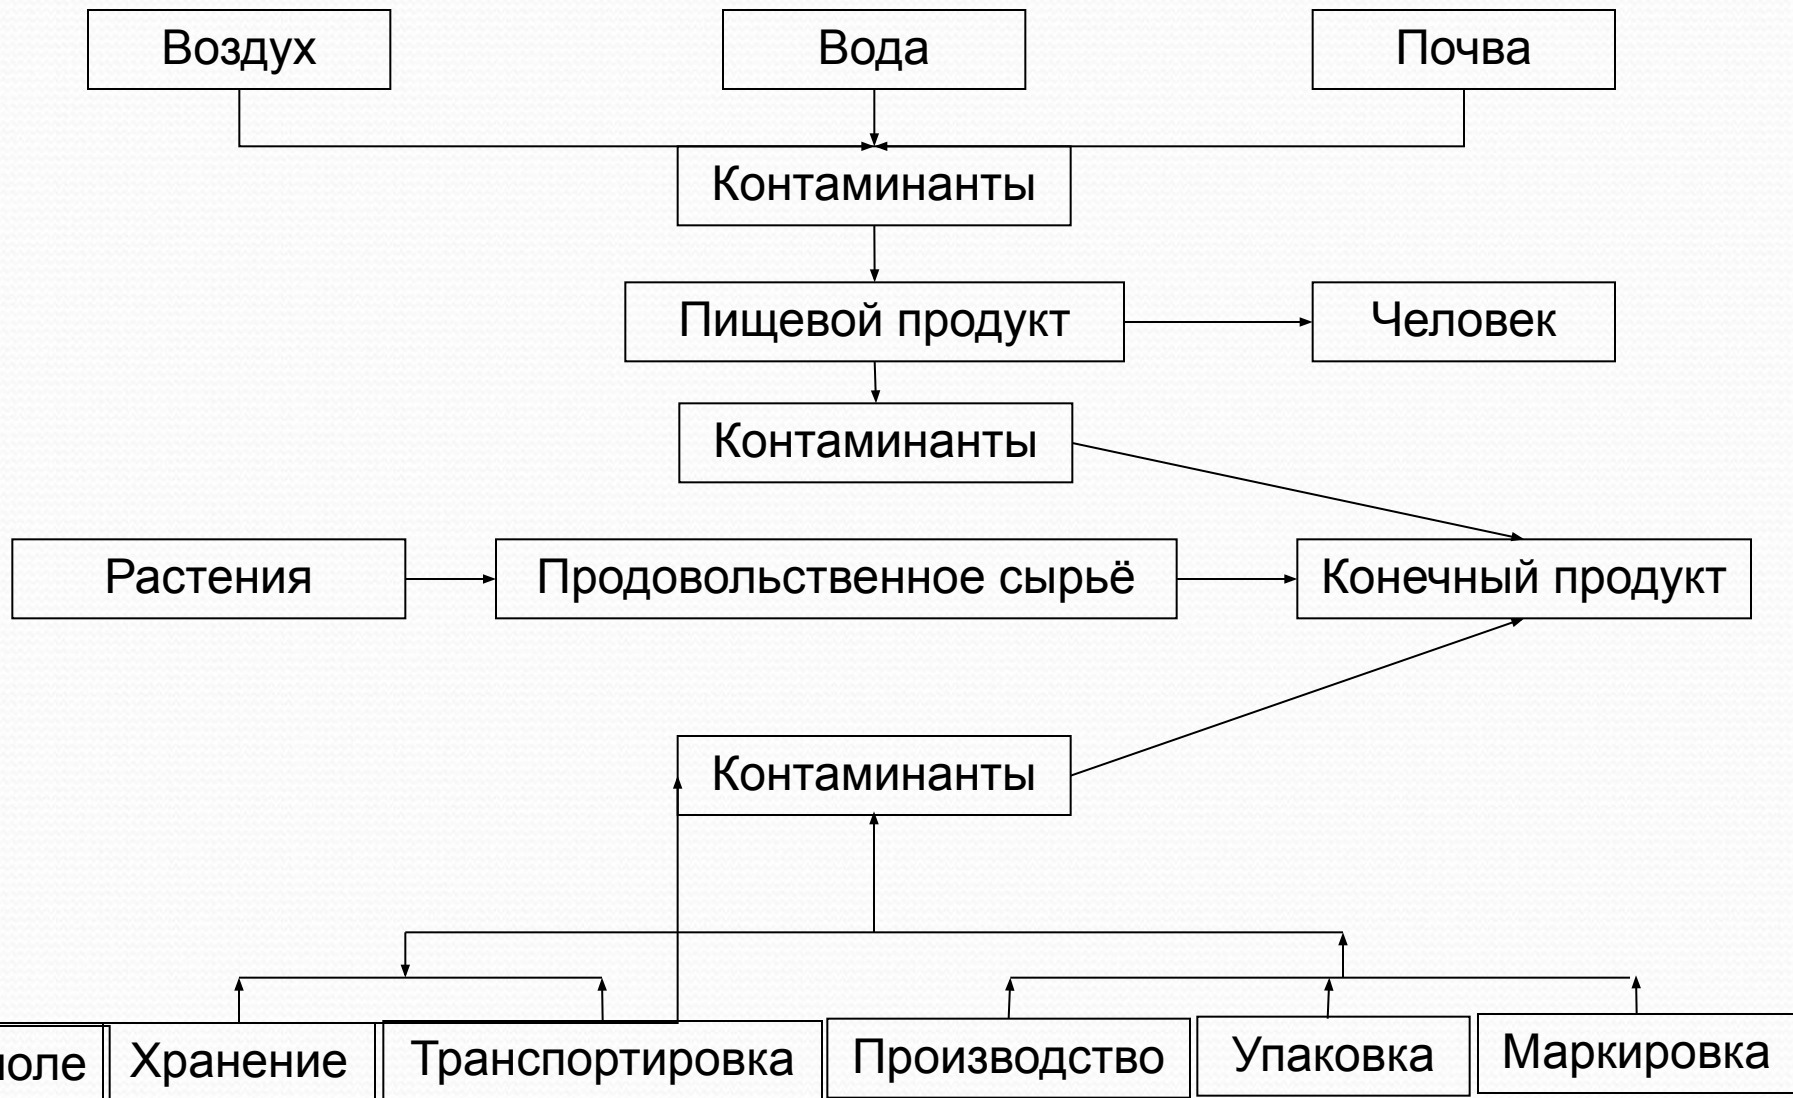 Воздух
Вода
Почва
Контаминанты
Пищевой продукт
Человек
Контаминанты
Растения
Продовольственное сырьё
Конечный продукт
Контаминанты
Хранение
Транспортировка
Производство
Упаковка
Маркировка